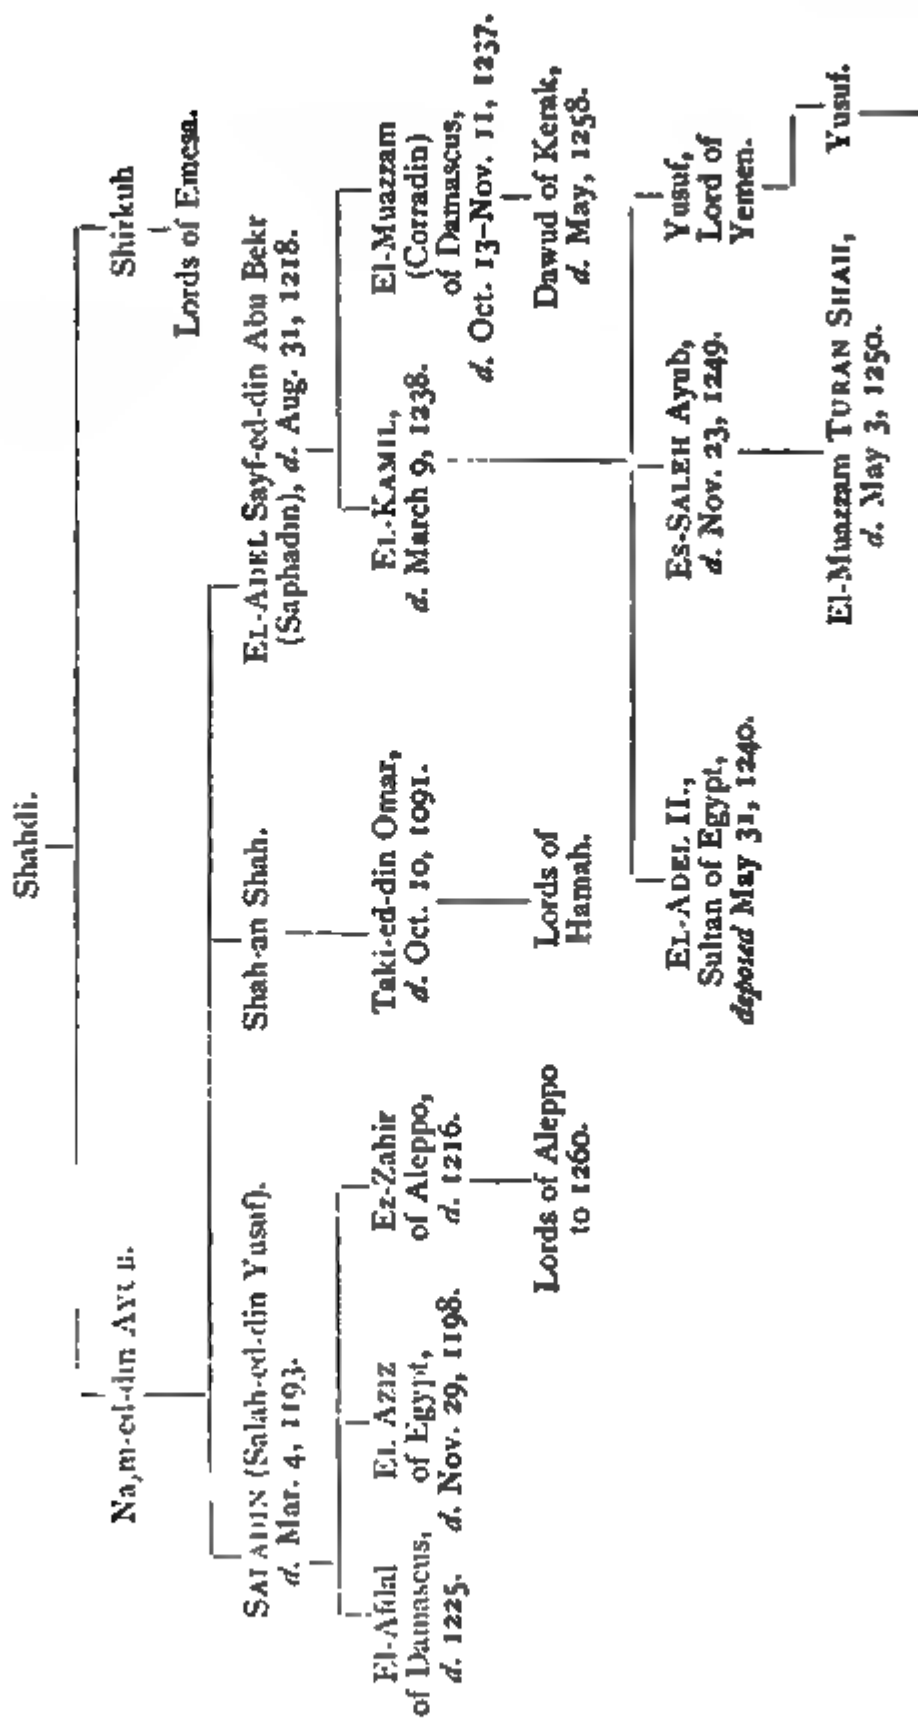 Shahdi.
Na,m-ed-din AYU B.
Shirkuh
Lords of Emesa.
SALADIN (Salah-ed-din Yusuf).
d. Mar. 4, 1193.
Shah-an Shah.
EL-ADEL Sayf-ed-din Abu Bekr
(Saphadin), d. Aug. 31, 1218.
El-Afdal
of Damascus,
d. 1225.
EL AZIZ
of Egypt,
d. Nov. 29, 1198.
Ez-Zahir
of Aleppo,
d. 1216.
Taki-ed-din Omar,
d. Oct. 10, 1091.
EL-KAMIL,
d. March 9, 1238.
El-Muazzam
(Corradin)
of Damascus,
d. Oct. 13-Nov. 11, 1237.
Lords of Aleppo
to 1260.
Lords of
Hamah.
Dawud of Kerak,
d. May, 1258.
EL-ADEL II.,
Sultan of Egypt,
deposed May 31, 1240.
ES-SALEH Ayub,
d. Nov. 23, 1249.
Yusuf,
Lord of
Yemen.
El-Muazzam TURAN SHAH,
d. May 3, 1250.
Yusuf.